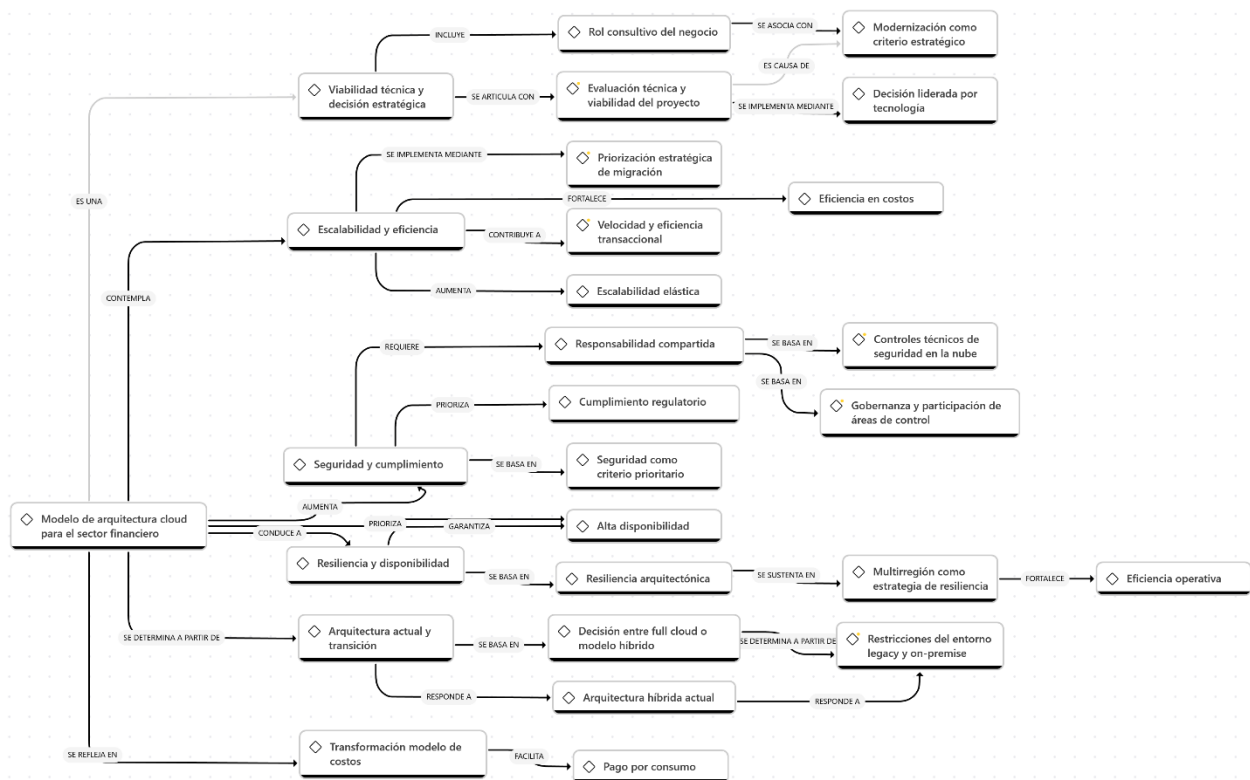 INCLUYE
Rol consultivo del negocio
SE ASOCIA CON
Modernización como
criterio estratégico
ES CAUSA DE
Viabilidad técnica y
decisión estratégica
SE ARTICULA CON
Evaluación técnica y
viabilidad del proyecto
SE IMPLEMENTA MEDIANTE
Decisión liderada por
tecnología
SE IMPLEMENTA MEDIANTE
Priorización estratégica
de migración
ES UNA
FORTALECE
Eficiencia en costos
Escalabilidad y eficiencia
CONTRIBUYE A
Velocidad y eficiencia
transaccional
AUMENTA
Escalabilidad elástica
CONTEMPLA
REQUIERE
Responsabilidad compartida
SE BASA EN
Controles técnicos de
seguridad en la nube
SE BASA EN
Gobernanza y participación de
áreas de control
PRIORIZA
Cumplimiento regulatorio
Seguridad y cumplimiento
SE BASA EN
Seguridad como
criterio prioritario
AUMENTA
Modelo de arquitectura cloud
para el sector financiero
PRIORIZA
GARANTIZA
Alta disponibilidad
CONDUCE A
Resiliencia y disponibilidad
SE BASA EN
Resiliencia arquitectónica
SE SUSTENTA EN
Multirregión como
estrategia de resiliencia
FORTALECE
Eficiencia operativa
SE DETERMINA A PARTIR DE
Arquitectura actual y
transición
SE BASA EN
Decisión entre full cloud o
modelo híbrido
SE DETERMINA A PARTIR DE
Restricciones del entorno
legacy y on-premise
RESPONDE A
Arquitectura híbrida actual
RESPONDE A
SE REFLEJA EN
Transformación modelo de
costos
FACILITA
Pago por consumo